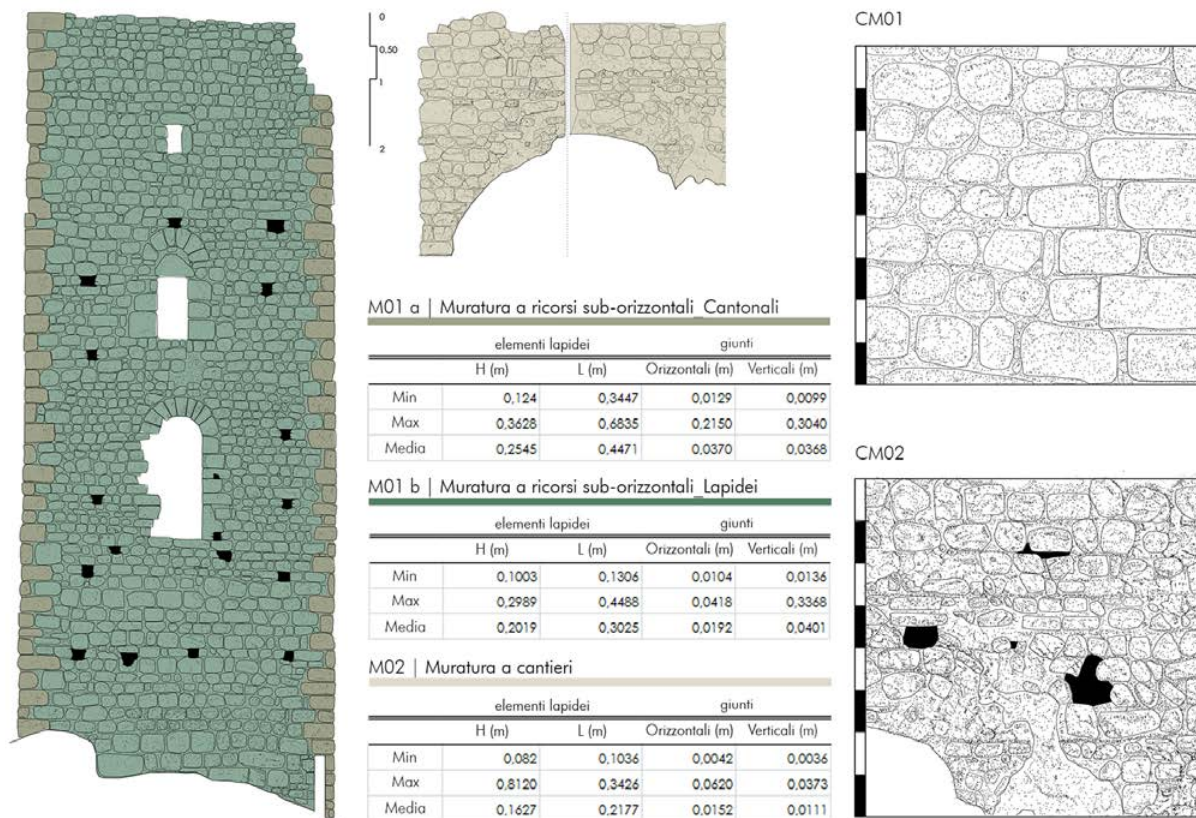 0
0.50
1
2
M01 a | Muratura a ricorsi sub-orizzontali_Cantonali
elementi lapidei giunti
H (m) L (m) Orizzontali (m) Verticali (m)
Min 0,124 0,3447 0,0129 0,0099
Max 0,3628 0,6835 0,2150 0,3040
Media 0,2545 0,4471 0,0370 0,0368
M01 b | Muratura a ricorsi sub-orizzontali_Lapidei
elementi lapidei giunti
H (m) L (m) Orizzontali (m) Verticali (m)
Min 0,1003 0,1306 0,0104 0,0136
Max 0,2989 0,4488 0,0418 0,3368
Media 0,2019 0,3025 0,0192 0,0401
M02 | Muratura a cantieri
elementi lapidei giunti
H (m) L (m) Orizzontali (m) Verticali (m)
Min 0,082 0,1036 0,0042 0,0036
Max 0,8120 0,3426 0,0620 0,0373
Media 0,1627 0,2177 0,0152 0,0111
CM01
CM02